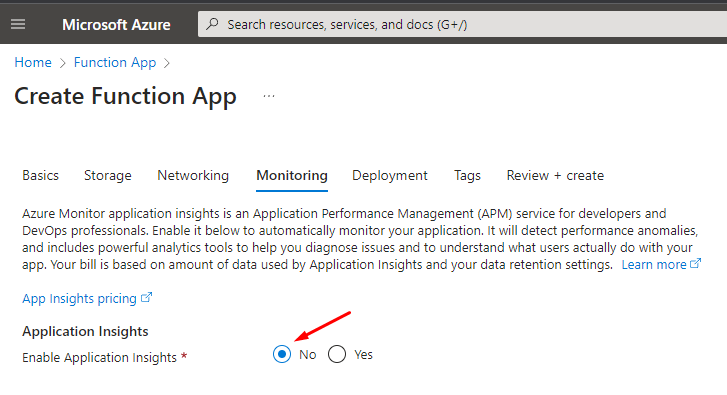 Microsoft Azure
Search resources, services, and docs (G+/)
Home > Function App >
Create Function App ...
Basics Storage Networking Monitoring Deployment Tags Review + create
Azure Monitor application insights is an Application Performance Management (APM) service for developers and
DevOps professionals. Enable it below to automatically monitor your application. It will detect performance anomalies,
and includes powerful analytics tools to help you diagnose issues and to understand what users actually do with your
app. Your bill is based on amount of data used by Application Insights and your data retention settings. Learn more
App Insights pricing
Application Insights
Enable Application Insights * No Yes